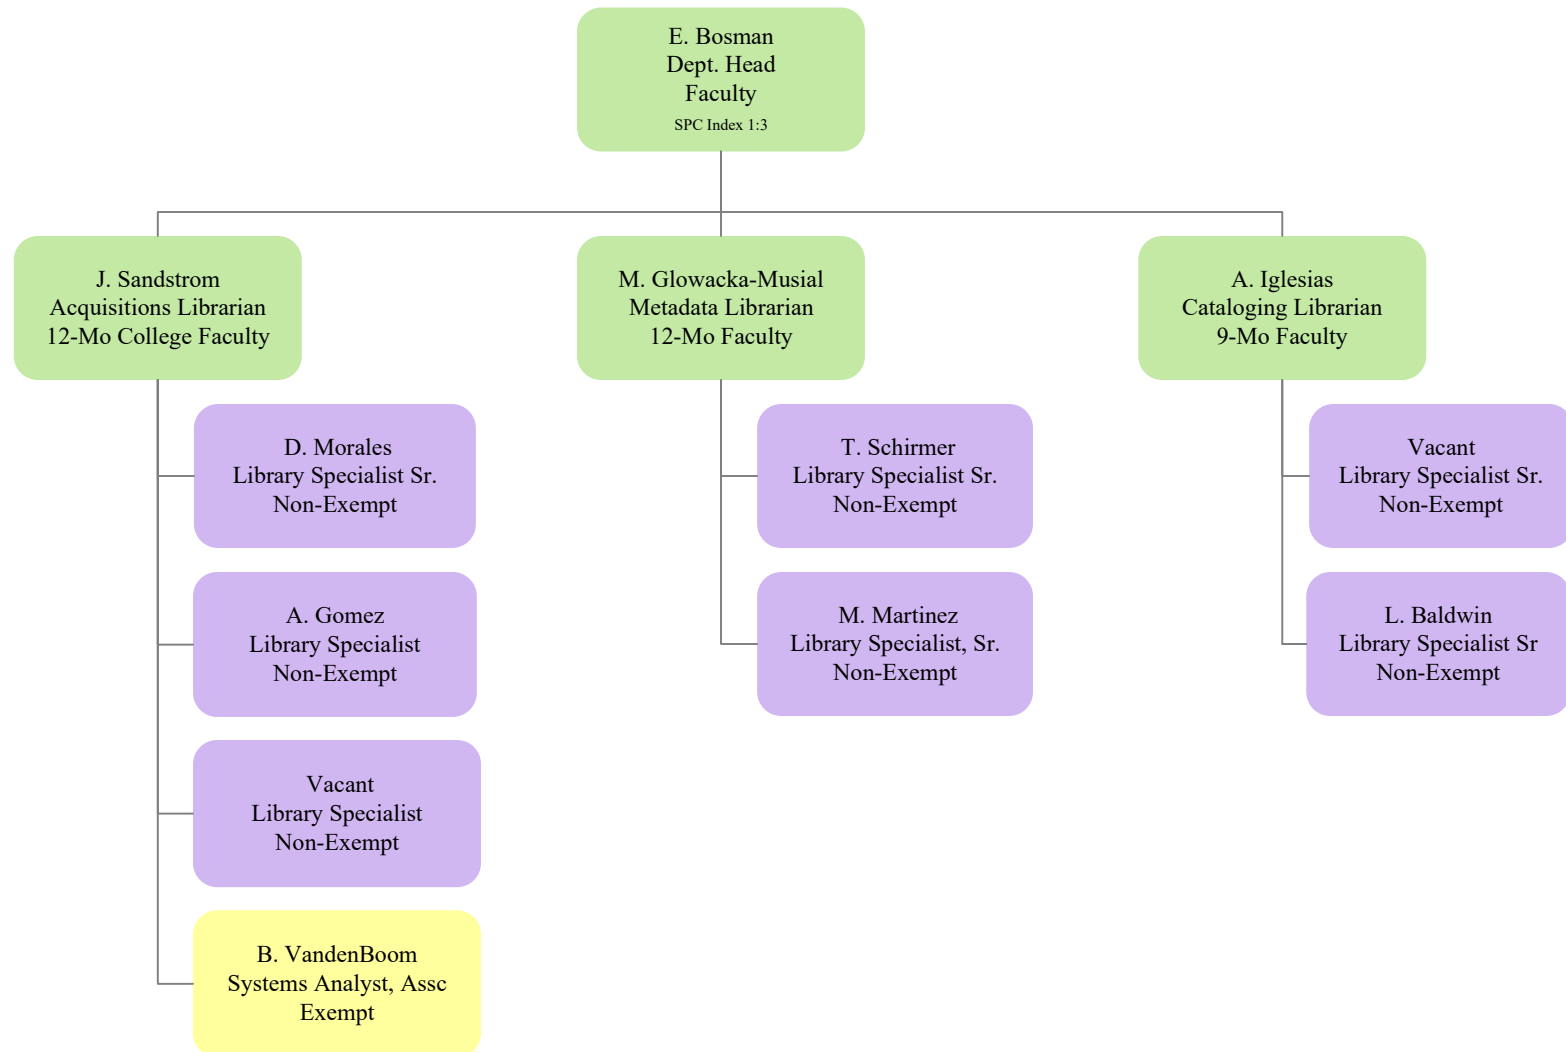 E. Bosman
Dept. Head
Faculty
SPC Index 1:3
J. Sandstrom
Acquisitions Librarian
12-Mo College Faculty
M. Glowacka-Musial
Metadata Librarian
12-Mo Faculty
A. Iglesias
Cataloging Librarian
9-Mo Faculty
D. Morales
Library Specialist Sr.
Non-Exempt
T. Schirmer
Library Specialist Sr.
Non-Exempt
Vacant
Library Specialist Sr.
Non-Exempt
A. Gomez
Library Specialist
Non-Exempt
M. Martinez
Library Specialist, Sr.
Non-Exempt
L. Baldwin
Library Specialist Sr
Non-Exempt
Vacant
Library Specialist
Non-Exempt
B. VandenBoom
Systems Analyst, Assc
Exempt